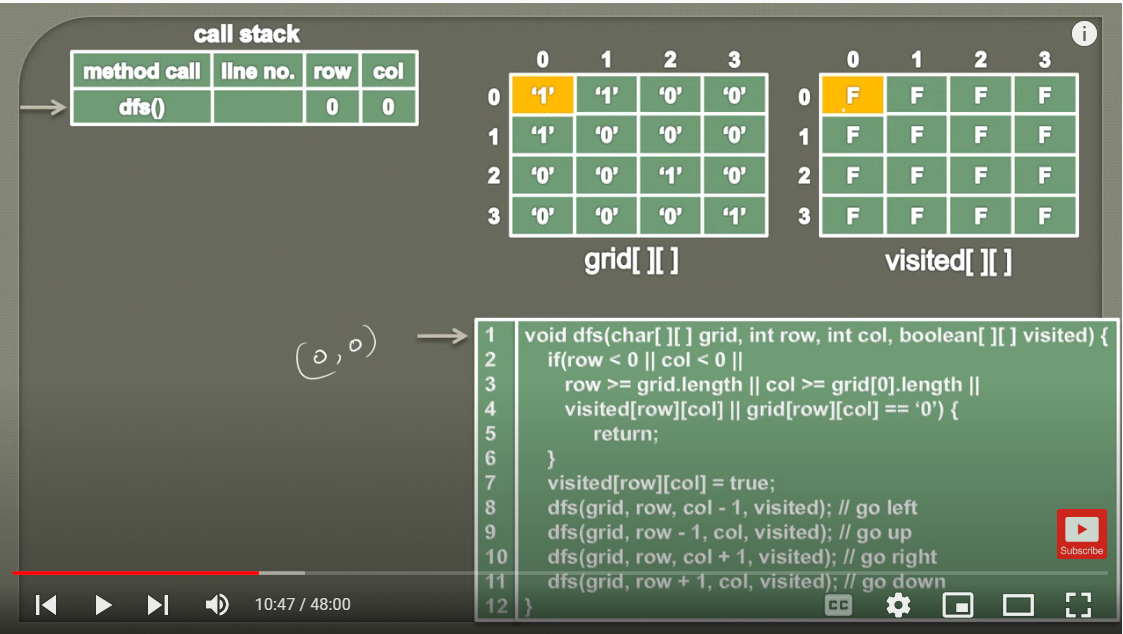 call stack
method call line no. row col
dfs() 0 0
0 1 2 3
0 ‘1’ ‘1’ ‘0’ ‘0’
1 ‘1’ ‘0’ ‘0’ ‘0’
2 ‘0’ ‘0’ ‘1’ ‘0’
3 ‘0’ ‘0’ ‘0’ ‘1’
grid[ ][ ]
0 1 2 3
0 F F F F
1 F F F F
2 F F F F
3 F F F F
visited[ ][ ]
i
(0,0)
1 void dfs(char[ ][ ] grid, int row, int col, boolean[ ][ ] visited) {
2 if(row < 0 || col < 0 ||
3 row >= grid.length || col >= grid[0].length ||
4 visited[row][col] || grid[row][col] == ‘0’) {
5 return;
6 }
7 visited[row][col] = true;
8 dfs(grid, row, col - 1, visited); // go left
9 dfs(grid, row - 1, col, visited); // go up
10 dfs(grid, row, col + 1, visited); // go right
11 dfs(grid, row + 1, col, visited); // go down
12 }
Subscribe
10:47 / 48:00
CC